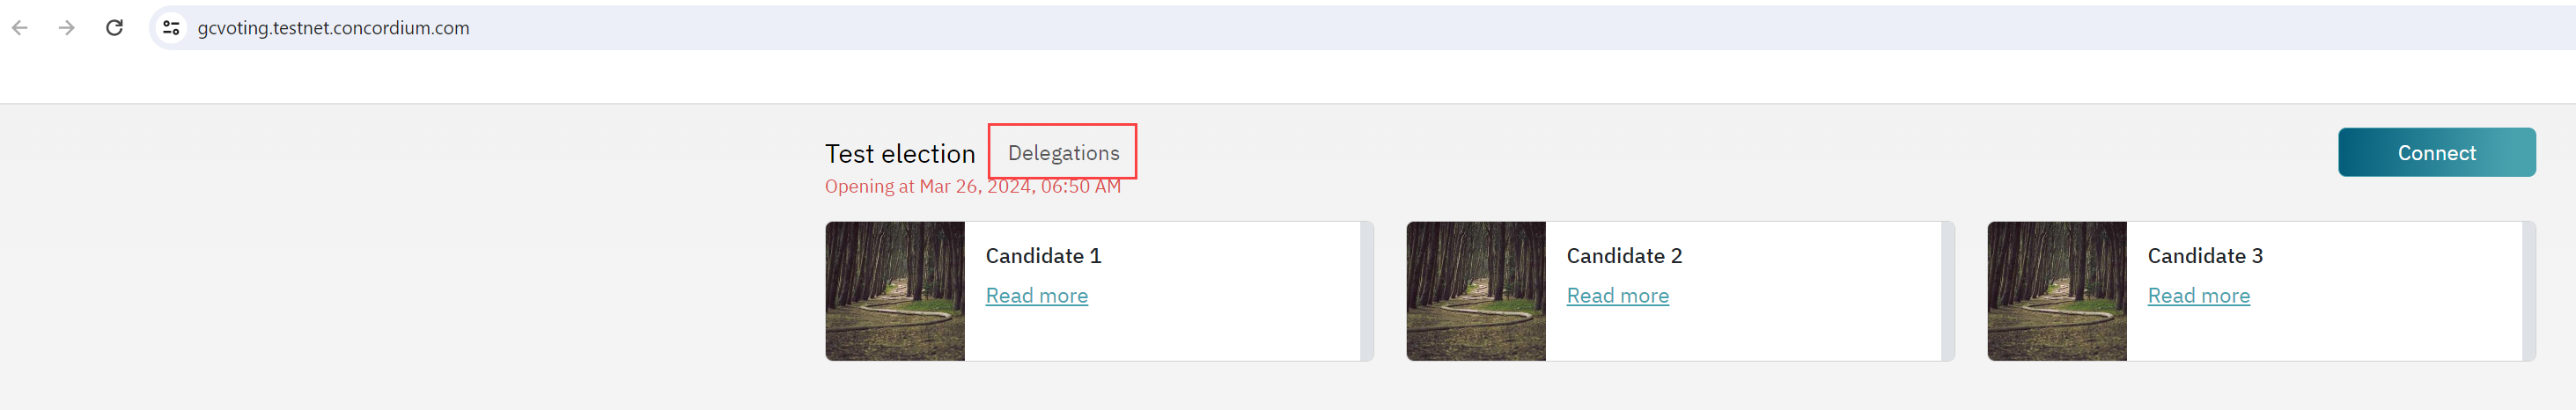 gcvoting.testnet.concordium.com
Test election Delegations
Connect
Opening at Mar 26, 2024, 06:50 AM
Candidate 1
Read more
Candidate 2
Read more
Candidate 3
Read more